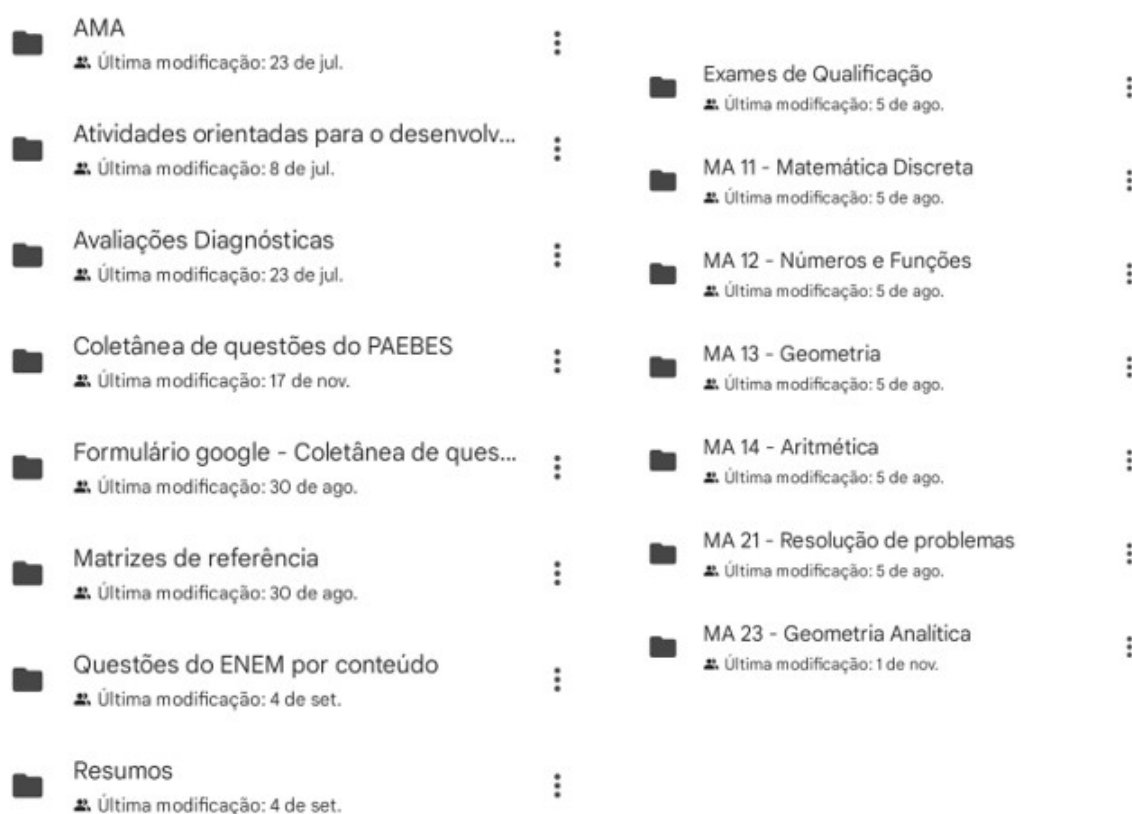 AMA
Última modificação: 23 de jul.
Atividades orientadas para o desenvolv...
Última modificação: 8 de jul.
Avaliações Diagnósticas
Última modificação: 23 de jul.
Coletânea de questões do PAEBES
Última modificação: 17 de nov.
Formulário google - Coletânea de ques...
Última modificação: 30 de ago.
Matrizes de referência
Última modificação: 30 de ago.
Questões do ENEM por conteúdo
Última modificação: 4 de set.
Resumos
Última modificação: 4 de set.
Exames de Qualificação
Última modificação: 5 de ago.
MA 11 - Matemática Discreta
Última modificação: 5 de ago.
MA 12 - Números e Funções
Última modificação: 5 de ago.
MA 13 - Geometria
Última modificação: 5 de ago.
MA 14 - Aritmética
Última modificação: 5 de ago.
MA 21 - Resolução de problemas
Última modificação: 5 de ago.
MA 23 - Geometria Analítica
Última modificação: 1 de nov.